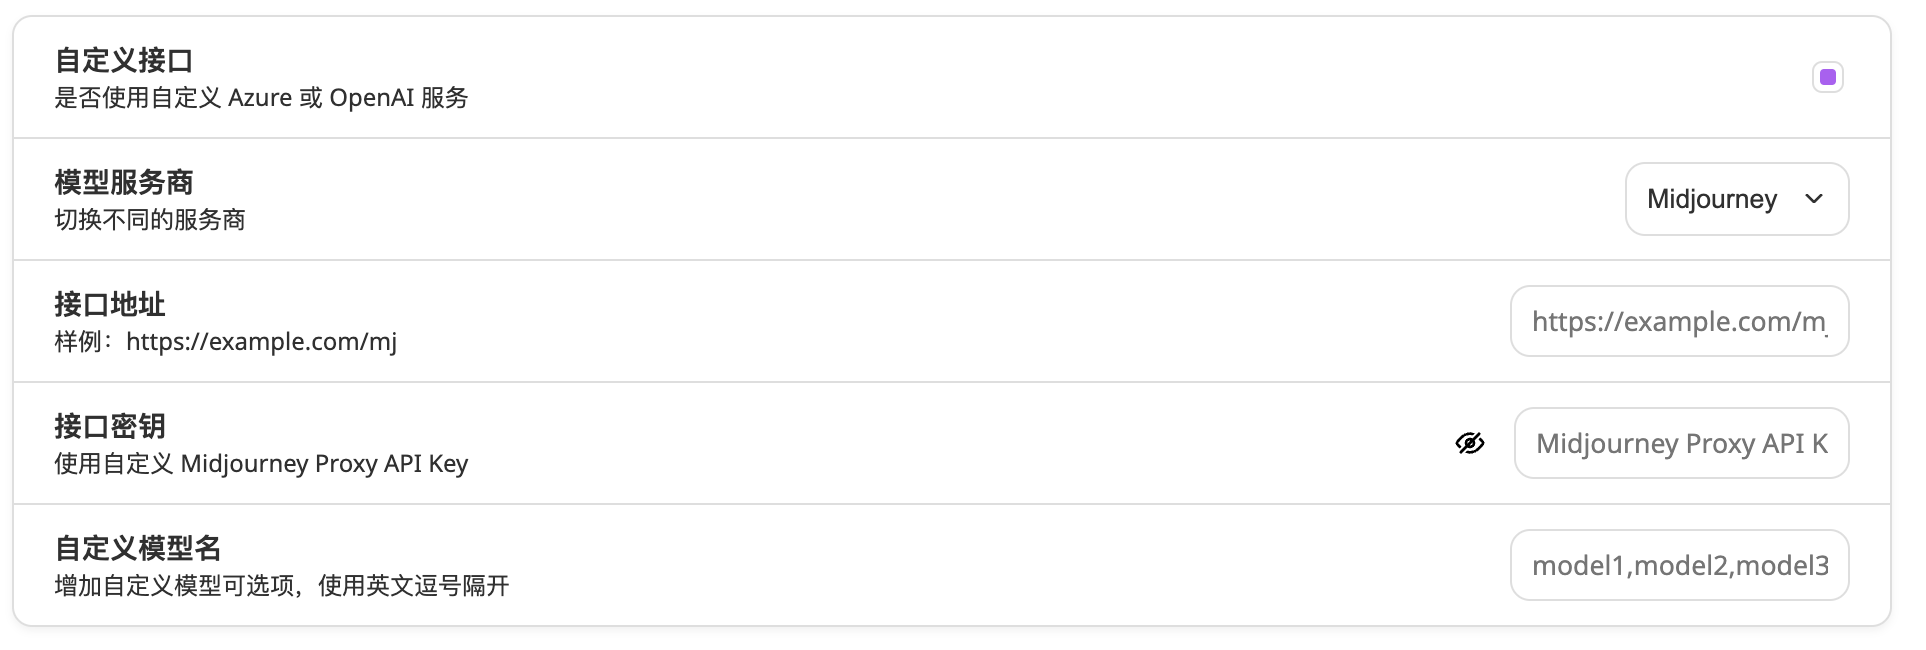 自定义接口
是否使用自定义 Azure 或 OpenAI 服务
模型服务商
切换不同的服务商
Midjourney
接口地址
样例：https://example.com/mj
https://example.com/mj
接口密钥
使用自定义 Midjourney Proxy API Key
Midjourney Proxy API K
自定义模型名
增加自定义模型可选项，使用英文逗号隔开
model1,model2,model3